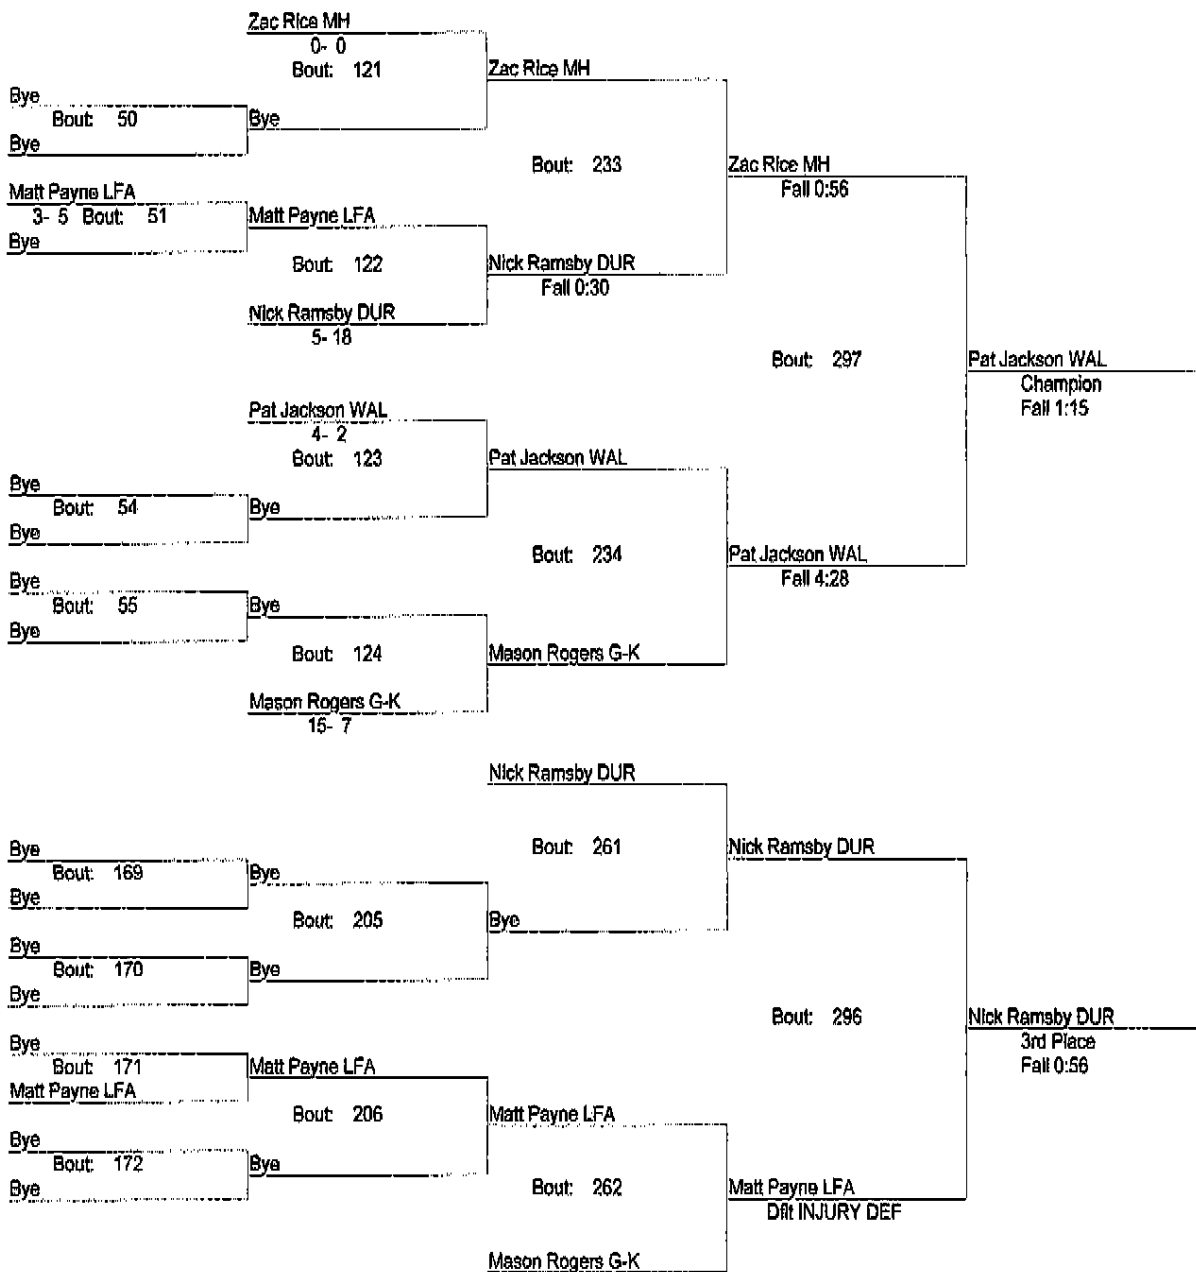 Zac Rice MH
0- 0
Bout: 121
Zac Rice MH
Bye
Bout: 50
Bye
Bye
Bout: 233
Zac Rice MH
Fall 0:56
Matt Payne LFA
3- 5 Bout: 51
Matt Payne LFA
Bye
Bout: 122
Nick Ramsby DUR
Fall 0:30
Nick Ramsby DUR
5- 18
Bout: 297
Pat Jackson WAL
Champion
Fall 1:15
Pat Jackson WAL
4- 2
Bout: 123
Pat Jackson WAL
Bye
Bout: 54
Bye
Bye
Bout: 234
Pat Jackson WAL
Fall 4:28
Bye
Bout: 55
Bye
Bye
Bout: 124
Mason Rogers G-K
Mason Rogers G-K
15- 7
Nick Ramsby DUR
Bout: 261
Nick Ramsby DUR
Bye
Bout: 169
Bye
Bye
Bout: 205
Bye
Bye
Bout: 170
Bye
Bye
Bout: 296
Nick Ramsby DUR
3rd Place
Fall 0:56
Bye
Bout: 171
Matt Payne LFA
Matt Payne LFA
Bout: 206
Matt Payne LFA
Bye
Bout: 172
Bye
Bye
Bout: 262
Matt Payne LFA
Dflt INJURY DEF
Mason Rogers G-K